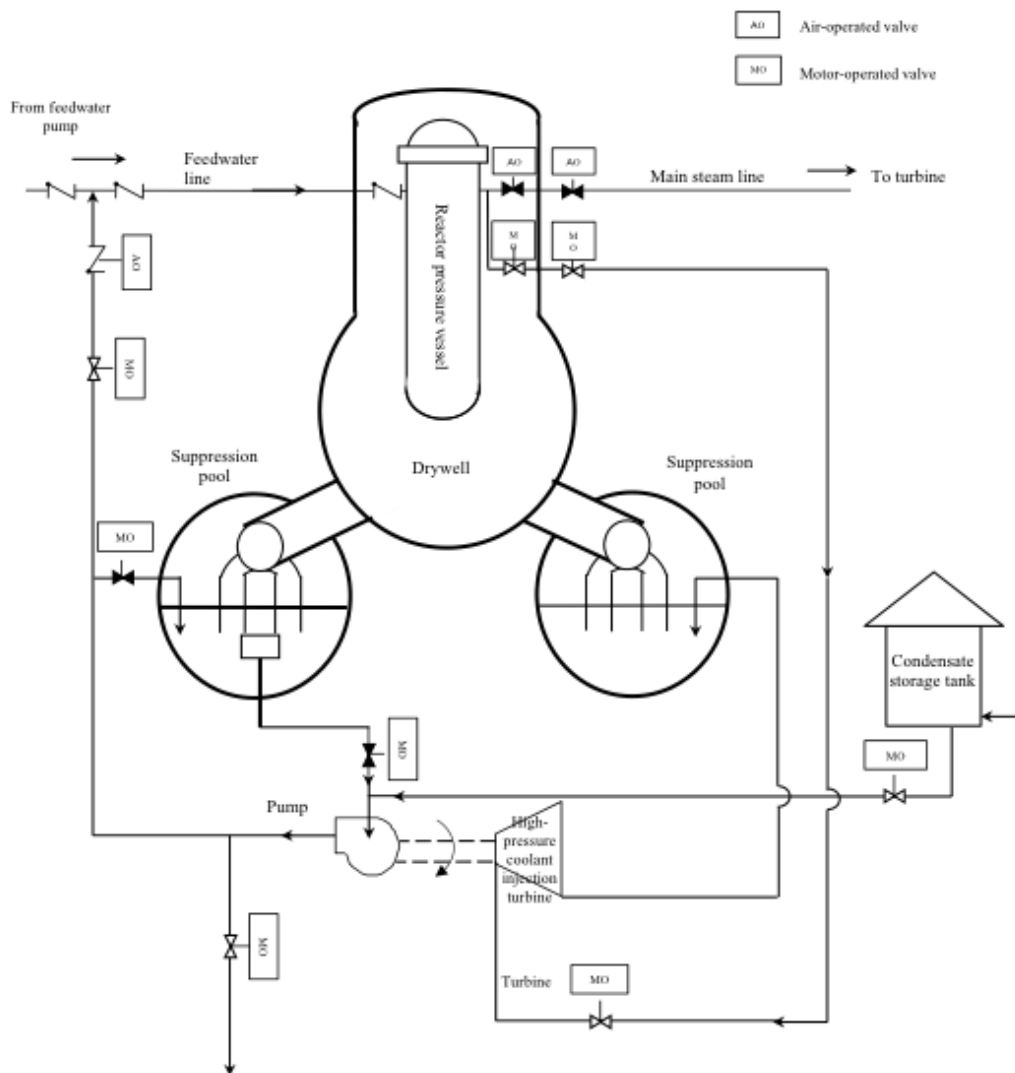 AO
Air-operated valve
MO
Motor-operated valve
From feedwater
pump
Feedwater
line
AO
AO
Main steam line
To turbine
M
O
M
O
AO
Reactor pressure vessel
MO
Suppression
pool
Drywell
Suppression
pool
MO
Condensate
storage tank
MO
MO
Pump
High-
pressure
coolant
injection
turbine
MO
Turbine
MO